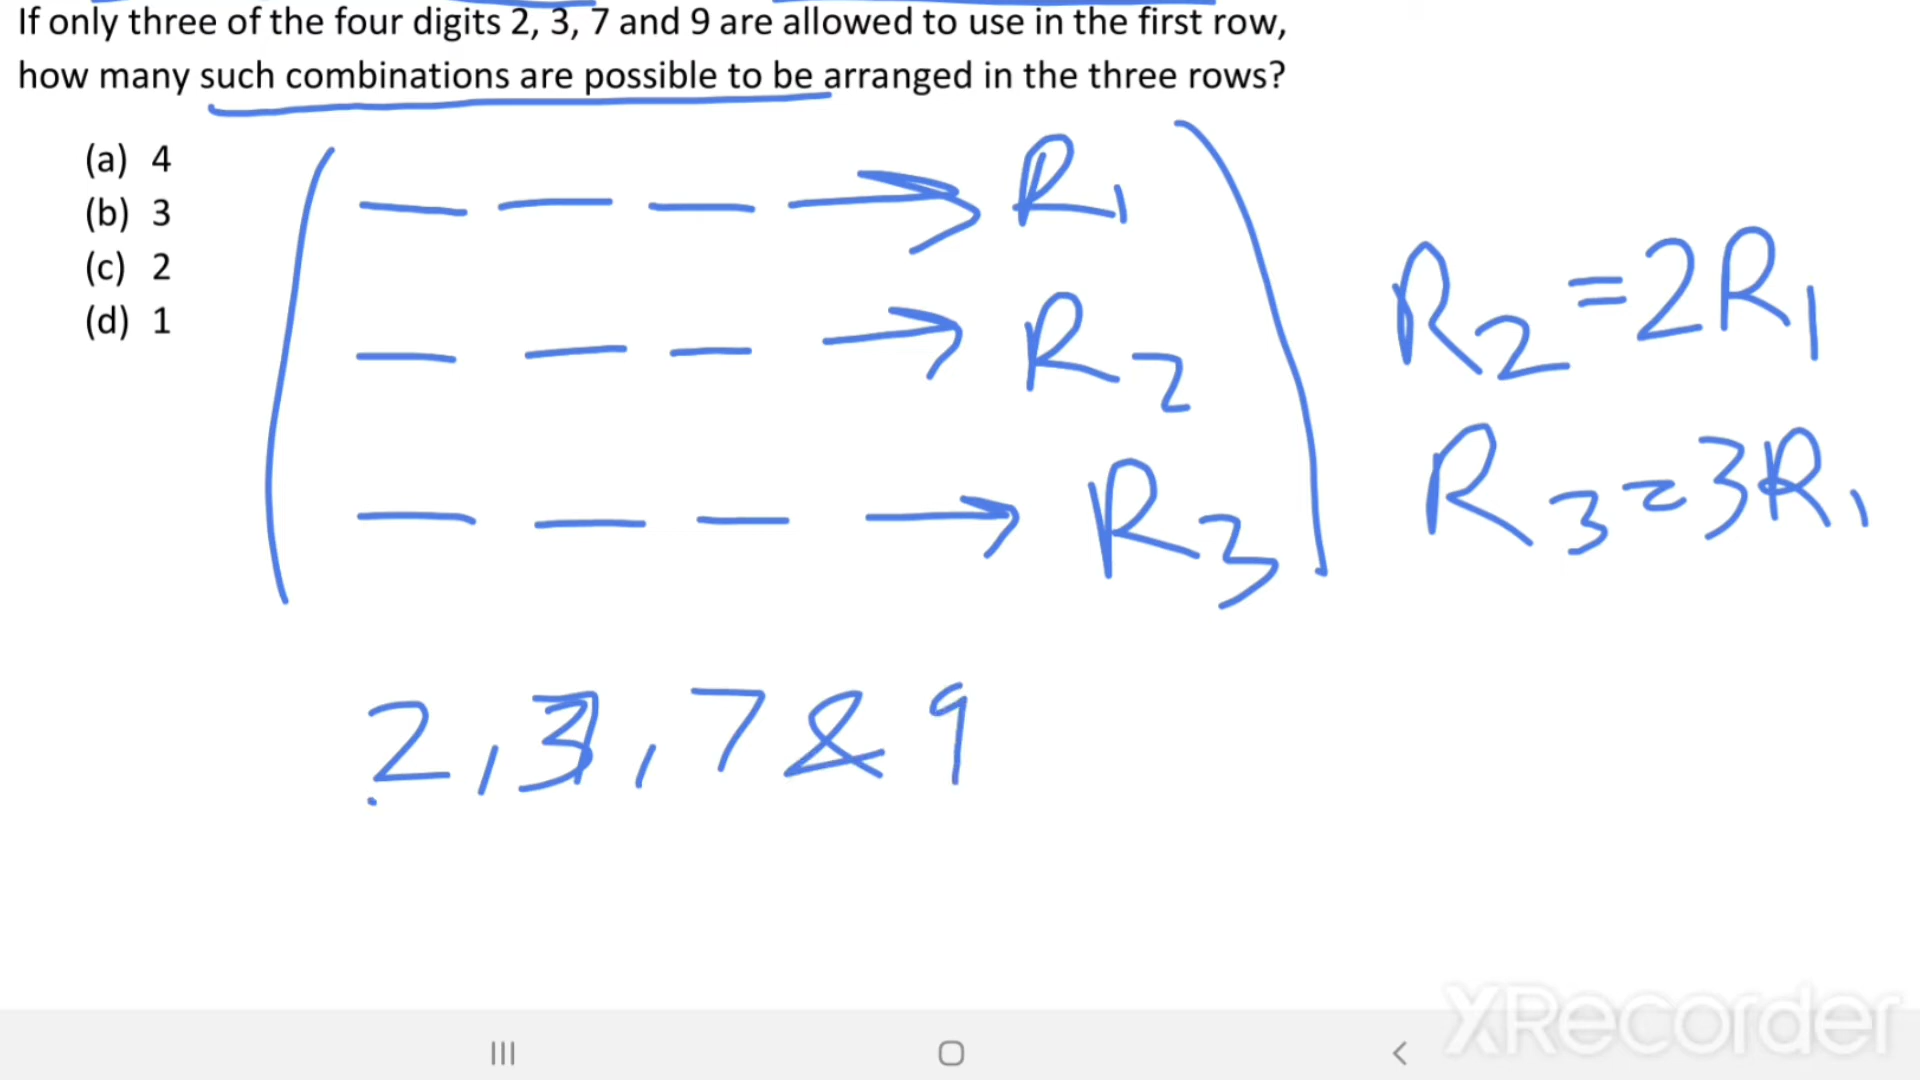 If only three of the four digits 2, 3, 7 and 9 are allowed to use in the first row,
how many such combinations are possible to be arranged in the three rows?
(a) 4
(b) 3
(c) 2
(d) 1
R1
R2
R3
R2 = 2R1
R3 = 3R1
2, 3, 7 & 9
XRecorder